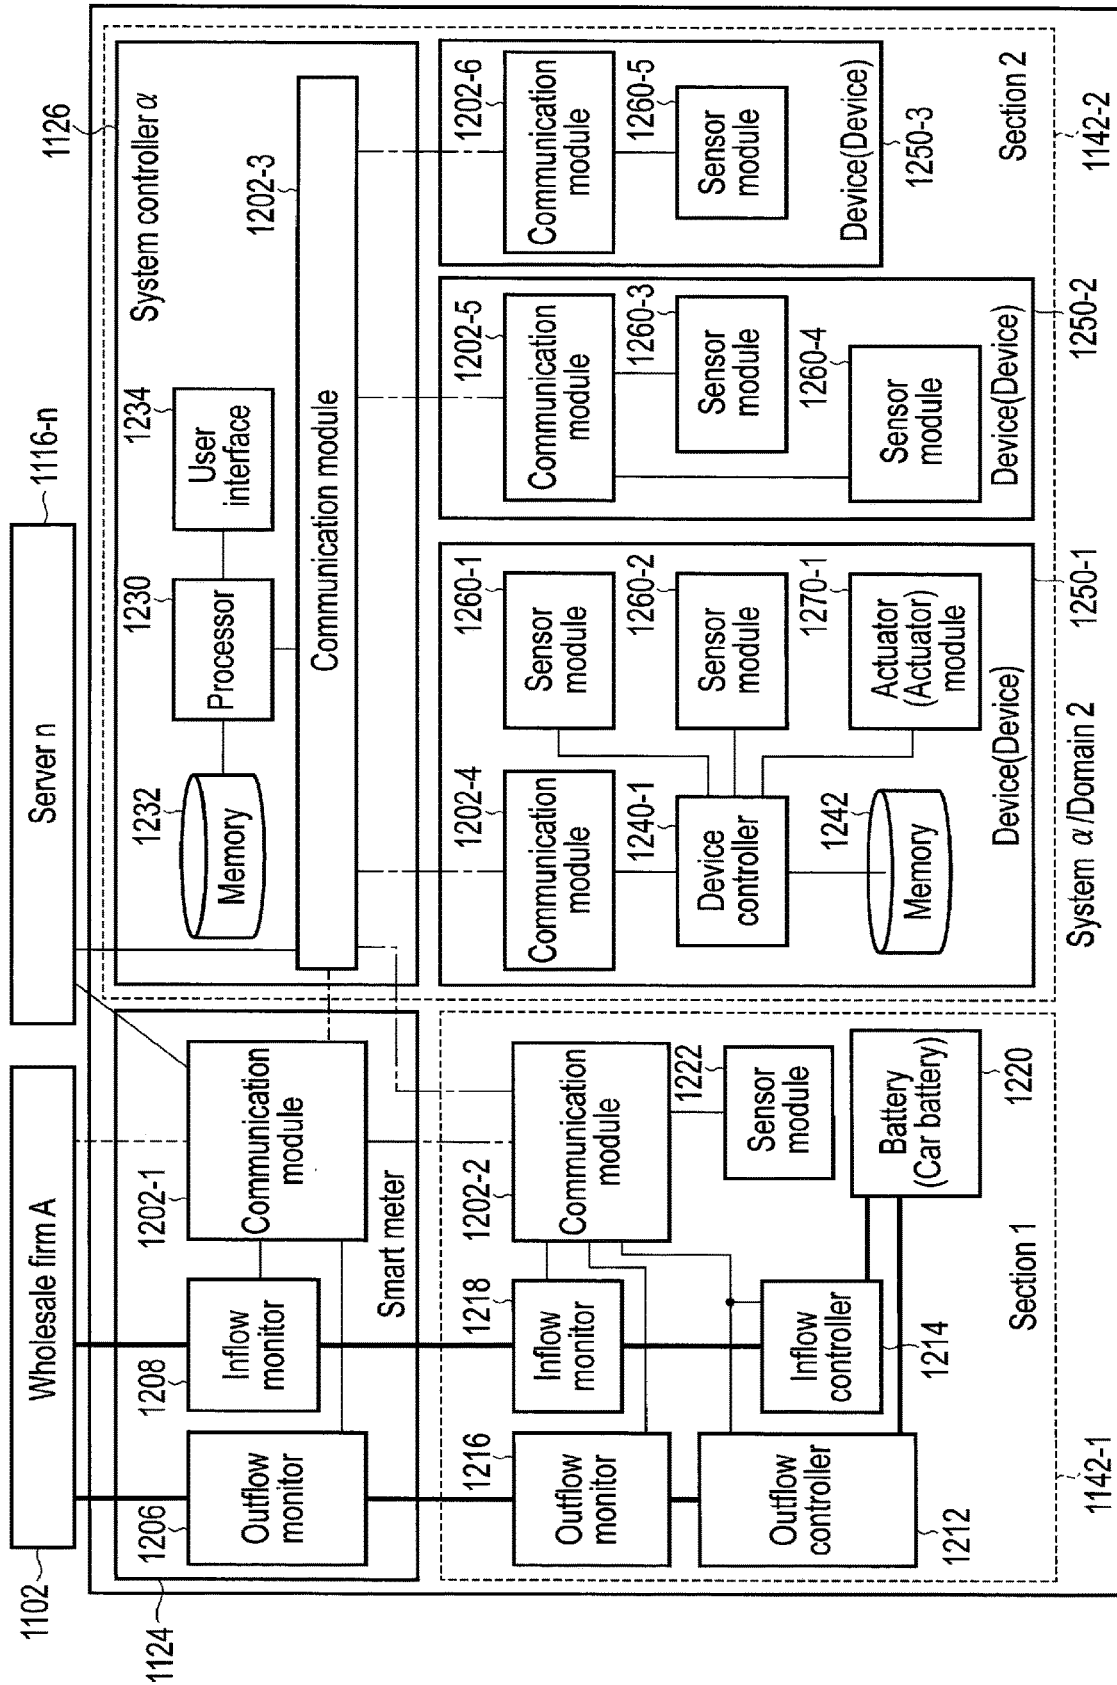 1102
Wholesale firm A
Server n
1116-n
1124
1206
Outflow
monitor
1208
Inflow
monitor
1202-1
Communication
module
Smart meter
1126
System controller α
1232
Memory
1230
Processor
1234
User
interface
1202-3
Communication module
1216
Outflow
monitor
1218
Inflow
monitor
1202-2
Communication
module
1222
Sensor
module
Outflow
controller
1212
Inflow
controller
1214
Battery
(Car battery)
1220
Section 1
1142-1
1202-4
Communication
module
1240-1
Device
controller
1242
Memory
1260-1
Sensor
module
1260-2
Sensor
module
1270-1
Actuator
(Actuator)
module
Device(Device)
1250-1
1202-5
Communication
module
1260-3
Sensor
module
1260-4
Sensor
module
Device(Device)
1250-2
1202-6
Communication
module
1260-5
Sensor
module
Device(Device)
1250-3
Section 2
1142-2
System α/Domain 2